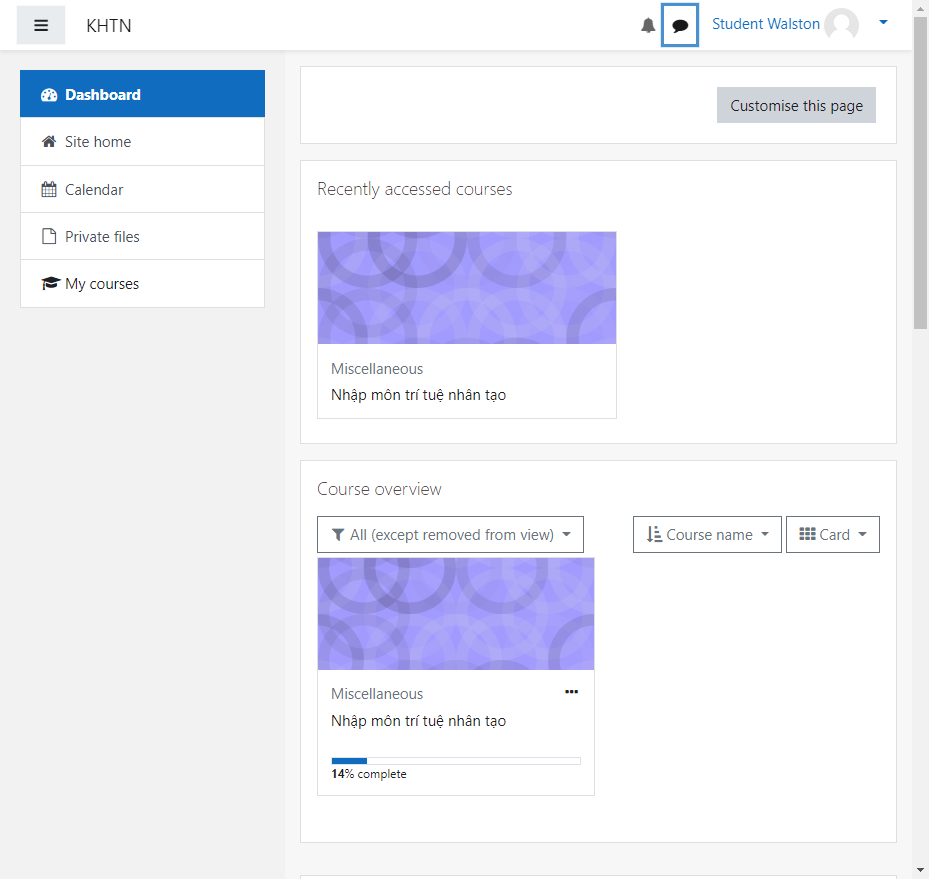 KHTN
Student Walston
Dashboard
Site home
Calendar
Private files
My courses
Customise this page
Recently accessed courses
Miscellaneous
Nhập môn trí tuệ nhân tạo
Course overview
All (except removed from view)
Course name
Card
Miscellaneous
Nhập môn trí tuệ nhân tạo
14% complete